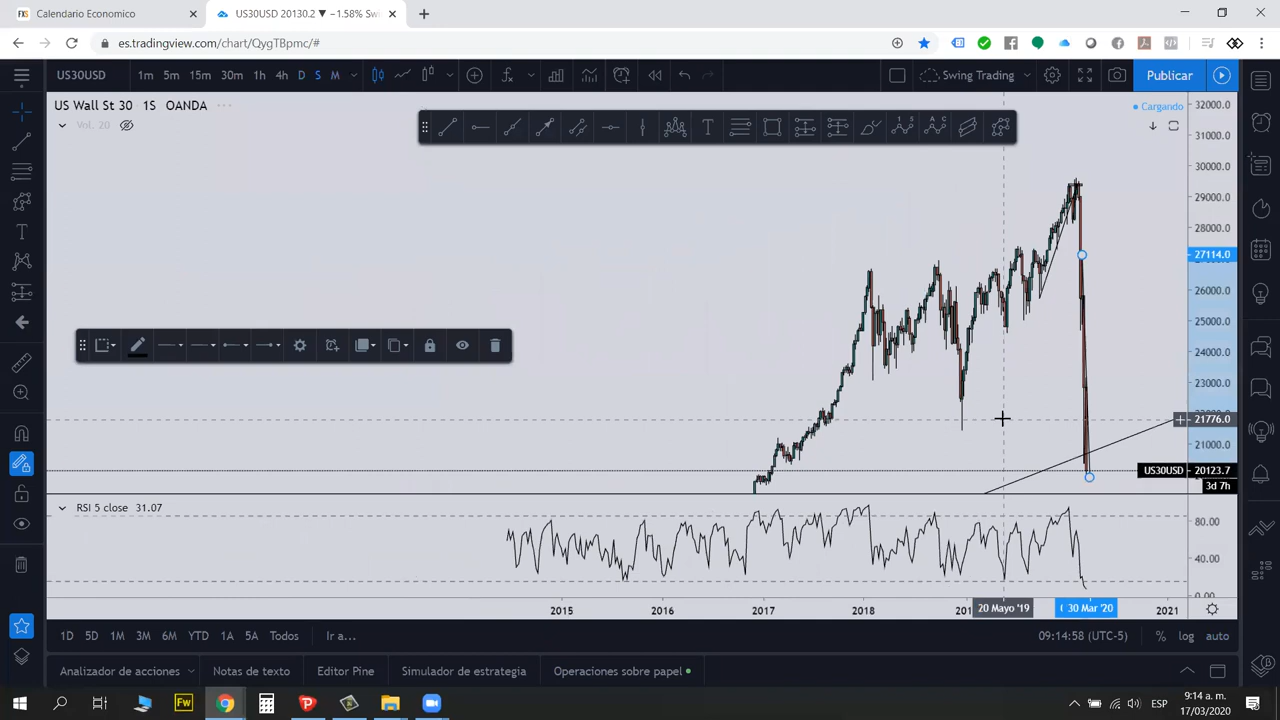 Calendario Economico
US30USD 20130.2 ▼ −1.58% Sw
es.tradingview.com/chart/QygTBpmc/#
US30USD 1m 5m 15m 30m 1h 4h D S M
Swing Trading
Publicar
US Wall St 30 1S OANDA
Vol. 20
Cargando
32000.0
31000.0
30000.0
29000.0
28000.0
27114.0
26000.0
25000.0
24000.0
23000.0
21776.0
21000.0
US30USD 20123.7
3d 7h
RSI 5 close 31.07
80.00
40.00
0.00
2015 2016 2017 2018 20 Mayo '19 30 Mar '20 2021
1D 5D 1M 3M 6M YTD 1A 5A Todos Ir a...
09:14:58 (UTC-5) % log auto
Analizador de acciones Notas de texto Editor Pine Simulador de estrategia Operaciones sobre papel
ESP
9:14 a. m.
17/03/2020